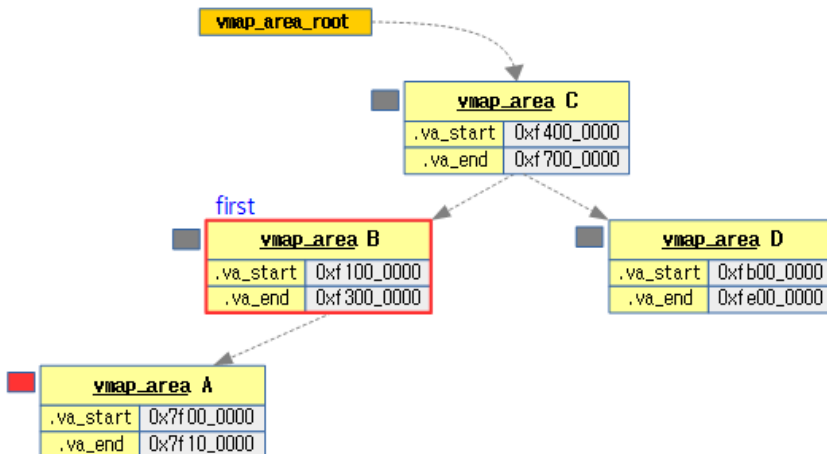 vmap_area_root
vmap_area C
.va_start 0xf400_0000
.va_end 0xf700_0000
first
vmap_area B
.va_start 0xf100_0000
.va_end 0xf300_0000
vmap_area D
.va_start 0xfb00_0000
.va_end 0xfe00_0000
vmap_area A
.va_start 0x7f00_0000
.va_end 0x7f10_0000